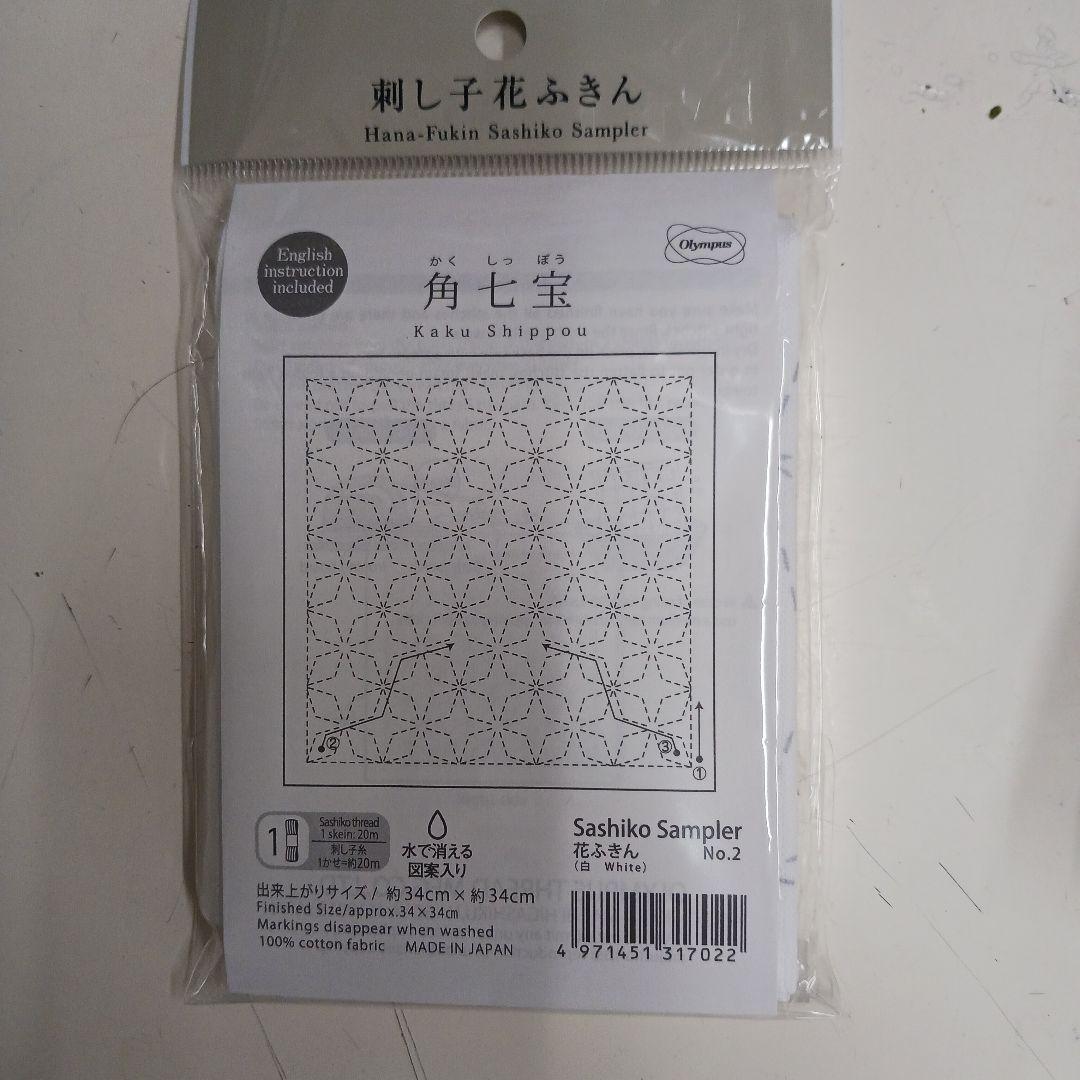 刺し子花ふきん
Hana-Fukin Sashiko Sampler
English
instruction
included
Olympus
かく しっ ぽう
角七宝
Kaku Shippou
②
③
①
1
Sashiko thread
1 skein: 20m
刺し子糸
1かせ=約20m
水で消える
図案入り
Sashiko Sampler
花ふきん No.2
(白 White)
出来上がりサイズ/約34cm×約34cm
Finished Size/approx.34×34cm
Markings disappear when washed
100% cotton fabric MADE IN JAPAN
4 971451 317022